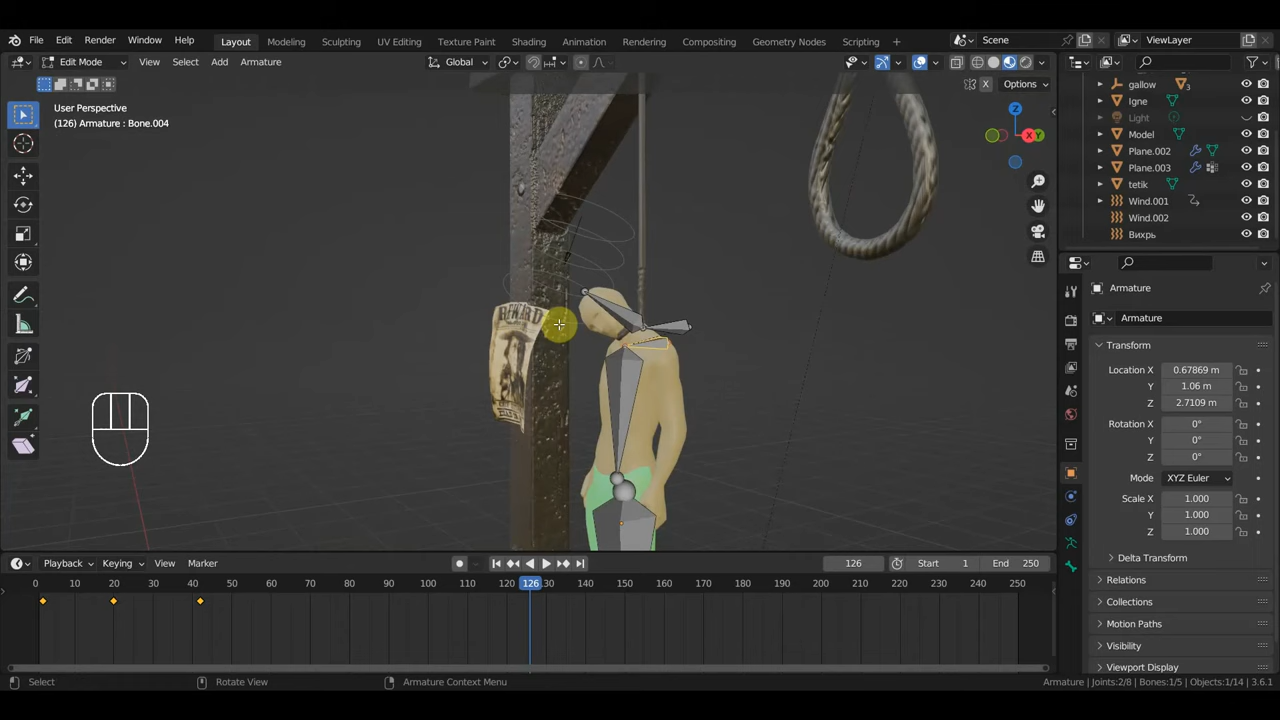 File Edit Render Window Help Layout Modeling Sculpting UV Editing Texture Paint Shading Animation Rendering Compositing Geometry Nodes Scripting + Scene ViewLayer
Edit Mode View Select Add Armature Global
X Options
User Perspective
(126) Armature : Bone.004
Z
X Y
REWARD
gallow 3
Igne
Light
Model
Plane.002
Plane.003
tetik
Wind.001
Wind.002
Вихрь
Armature
Armature
Transform
Location X 0.67869 m
Y 1.06 m
Z 2.7109 m
Rotation X 0°
Y 0°
Z 0°
Mode XYZ Euler
Scale X 1.000
Y 1.000
Z 1.000
Delta Transform
Relations
Collections
Motion Paths
Visibility
Viewport Display
Playback Keying View Marker 126 Start 1 End 250
0 10 20 30 40 50 60 70 80 90 100 110 120 126 130 140 150 160 170 180 190 200 210 220 230 240 250
Select Rotate View Armature Context Menu Armature | Joints:2/8 | Bones:1/5 | Objects:1/14 | 3.6.1